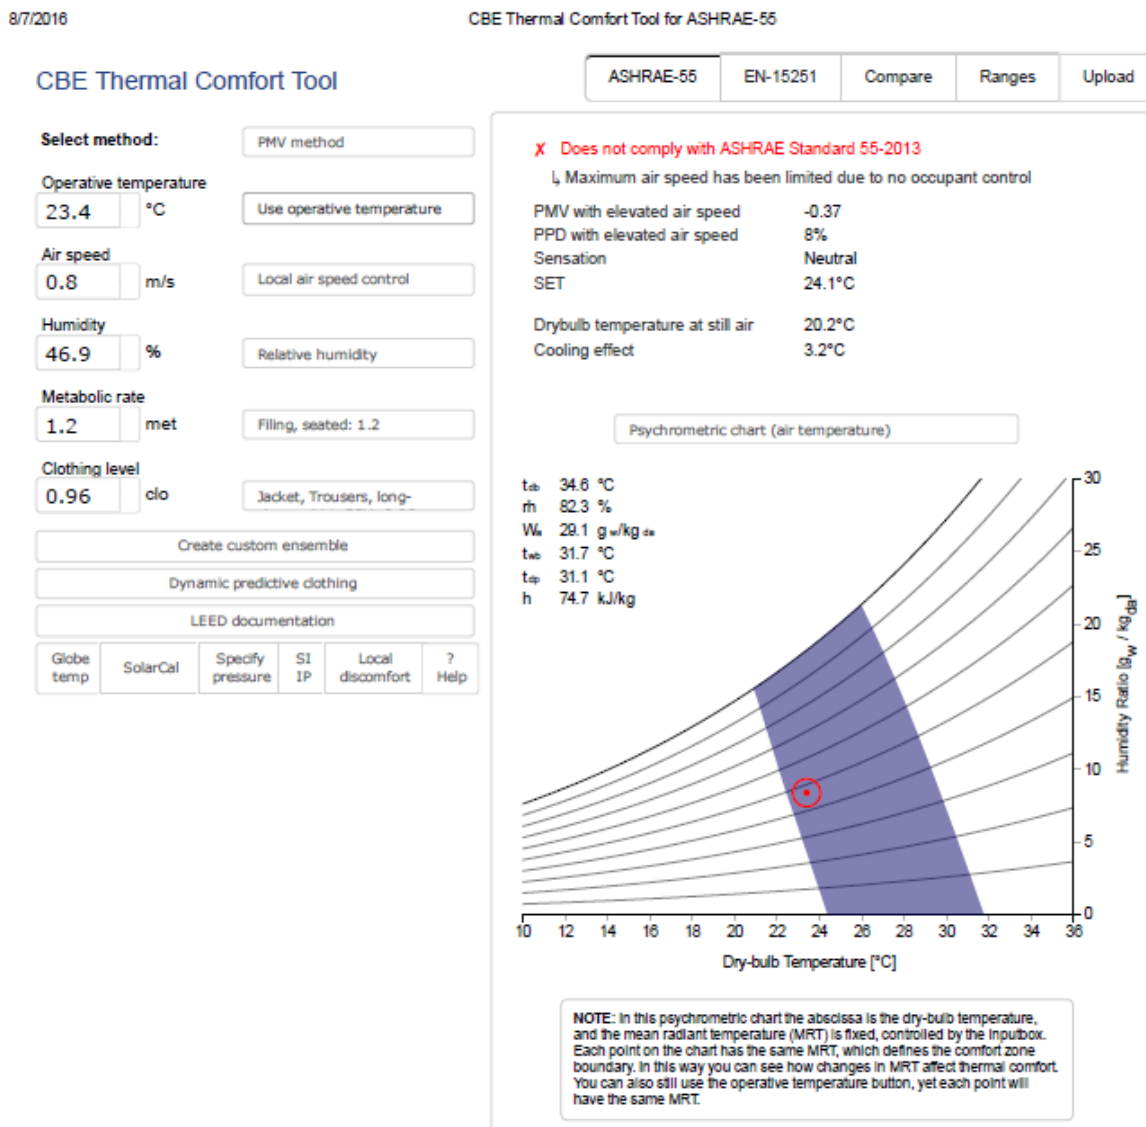 8/7/2016
CBE Thermal Comfort Tool for ASHRAE-55
CBE Thermal Comfort Tool
ASHRAE-55
EN-15251
Compare
Ranges
Upload
Select method:
PMV method
Operative temperature
23.4
°C
Use operative temperature
Air speed
0.8
m/s
Local air speed control
Humidity
46.9
%
Relative humidity
Metabolic rate
1.2
met
Filing, seated: 1.2
Clothing level
0.96
clo
Jacket, Trousers, long-
Create custom ensemble
Dynamic predictive clothing
LEED documentation
Globe temp
SolarCal
Specify pressure
SI IP
Local discomfort
? Help
✗ Does not comply with ASHRAE Standard 55-2013
↳ Maximum air speed has been limited due to no occupant control
PMV with elevated air speed -0.37
PPD with elevated air speed 8%
Sensation Neutral
SET 24.1°C
Drybulb temperature at still air 20.2°C
Cooling effect 3.2°C
Psychrometric chart (air temperature)
tdb 34.6 °C
rh 82.3 %
Wa 29.1 g w/kg da
twb 31.7 °C
tdp 31.1 °C
h 74.7 kJ/kg
30
25
20
15
10
5
0
Humidity Ratio [gw / kgda]
10 12 14 16 18 20 22 24 26 28 30 32 34 36
Dry-bulb Temperature [°C]
NOTE: In this psychrometric chart the abscissa is the dry-bulb temperature,
and the mean radiant temperature (MRT) is fixed, controlled by the inputbox.
Each point on the chart has the same MRT, which defines the comfort zone
boundary. In this way you can see how changes in MRT affect thermal comfort.
You can also still use the operative temperature button, yet each point will
have the same MRT.